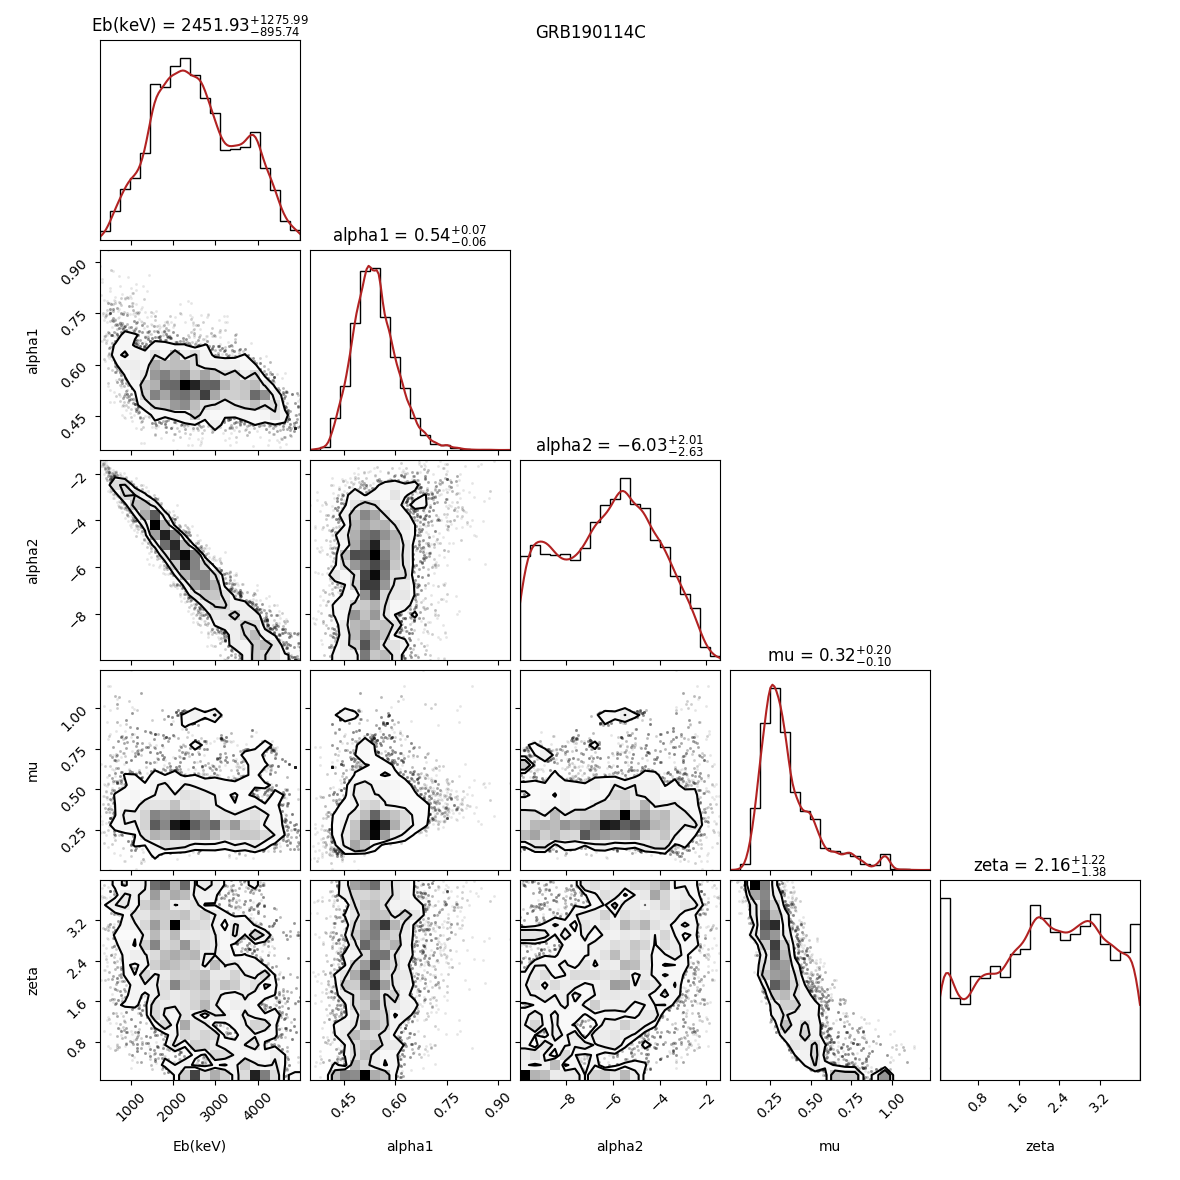 Eb(keV) = 2451.93+1275.99−895.74
GRB190114C
alpha1 = 0.54+0.07−0.06
0.90
0.75
0.60
0.45
alpha1
alpha2 = −6.03+2.01−2.63
−2
−4
−6
−8
alpha2
mu = 0.32+0.20−0.10
1.00
0.75
0.50
0.25
mu
zeta = 2.16+1.22−1.38
3.2
2.4
1.6
0.8
zeta
1000 2000 3000 4000
0.45 0.60 0.75 0.90
−8 −6 −4 −2
0.25 0.50 0.75 1.00
0.8 1.6 2.4 3.2
Eb(keV) alpha1 alpha2 mu zeta